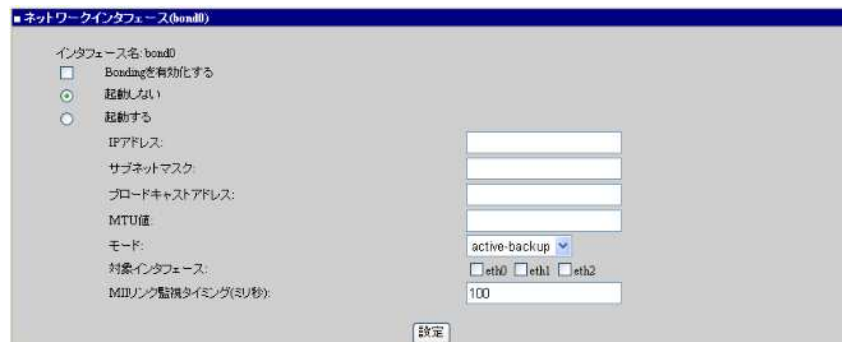 ■ネットワークインタフェース(bond0)
インタフェース名: bond0
Bondingを有効化する
起動しない
起動する
IPアドレス:
サブネットマスク:
ブロードキャストアドレス:
MTU値:
モード: active-backup
対象インタフェース: eth0 eth1 eth2
MIIリンク監視タイミング(ミリ秒): 100
設定